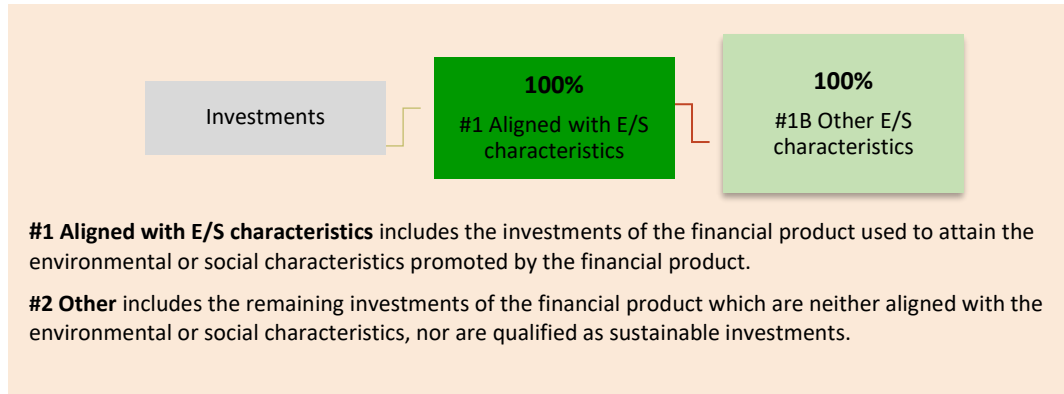 Investments
100%
#1 Aligned with E/S
characteristics
100%
#1B Other E/S
characteristics
#1 Aligned with E/S characteristics includes the investments of the financial product used to attain the
environmental or social characteristics promoted by the financial product.
#2 Other includes the remaining investments of the financial product which are neither aligned with the
environmental or social characteristics, nor are qualified as sustainable investments.